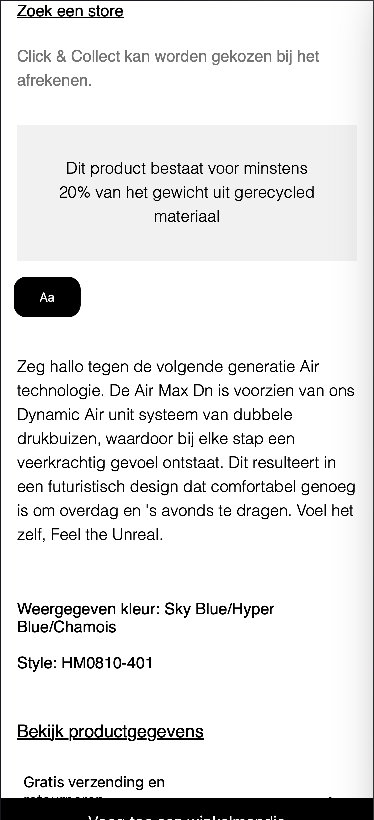 Zoek een store
Click & Collect kan worden gekozen bij het
afrekenen.
Dit product bestaat voor minstens
20% van het gewicht uit gerecycled
materiaal
Aa
Zeg hallo tegen de volgende generatie Air
technologie. De Air Max Dn is voorzien van ons
Dynamic Air unit systeem van dubbele
drukbuizen, waardoor bij elke stap een
veerkrachtig gevoel ontstaat. Dit resulteert in
een futuristisch design dat comfortabel genoeg
is om overdag en 's avonds te dragen. Voel het
zelf, Feel the Unreal.
Weergegeven kleur: Sky Blue/Hyper
Blue/Chamois
Style: HM0810-401
Bekijk productgegevens
Gratis verzending en